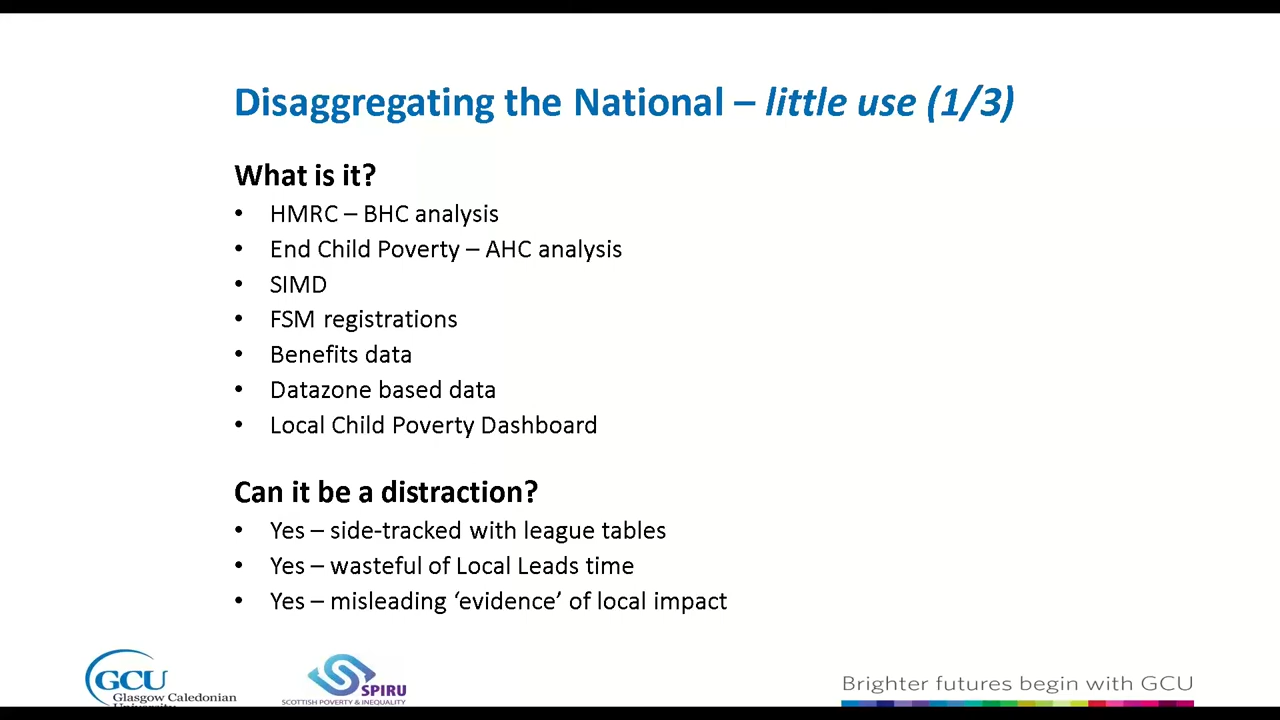 Disaggregating the National – little use (1/3)
What is it?
• HMRC – BHC analysis
• End Child Poverty – AHC analysis
• SIMD
• FSM registrations
• Benefits data
• Datazone based data
• Local Child Poverty Dashboard
Can it be a distraction?
• Yes – side-tracked with league tables
• Yes – wasteful of Local Leads time
• Yes – misleading ‘evidence’ of local impact
GCU
Glasgow Caledonian
University
SPIRU
SCOTTISH POVERTY & INEQUALITY
Brighter futures begin with GCU